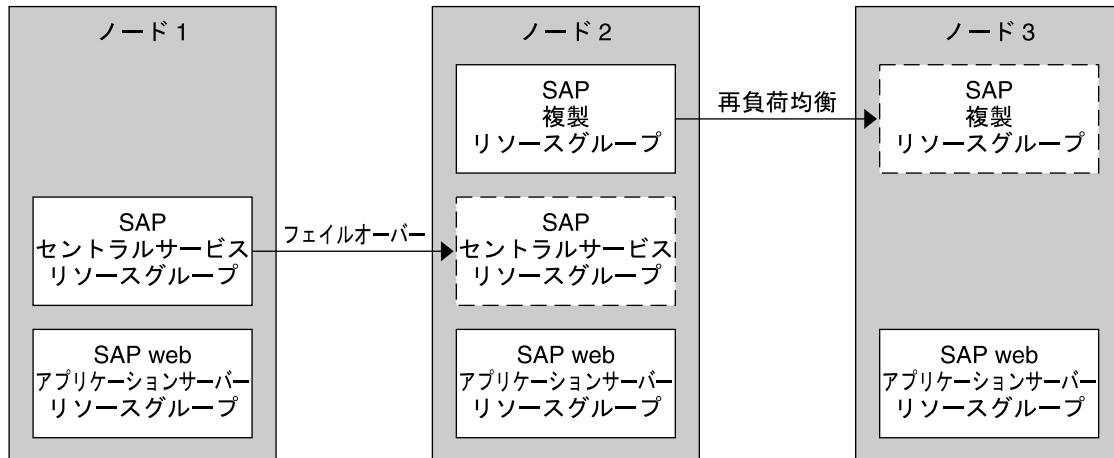 ノード 1
SAP
セントラルサービス
リソースグループ
SAP web
アプリケーションサーバー
リソースグループ
フェイルオーバー
ノード 2
SAP
複製
リソースグループ
SAP
セントラルサービス
リソースグループ
SAP web
アプリケーションサーバー
リソースグループ
再負荷均衡
ノード 3
SAP
複製
リソースグループ
SAP web
アプリケーションサーバー
リソースグループ